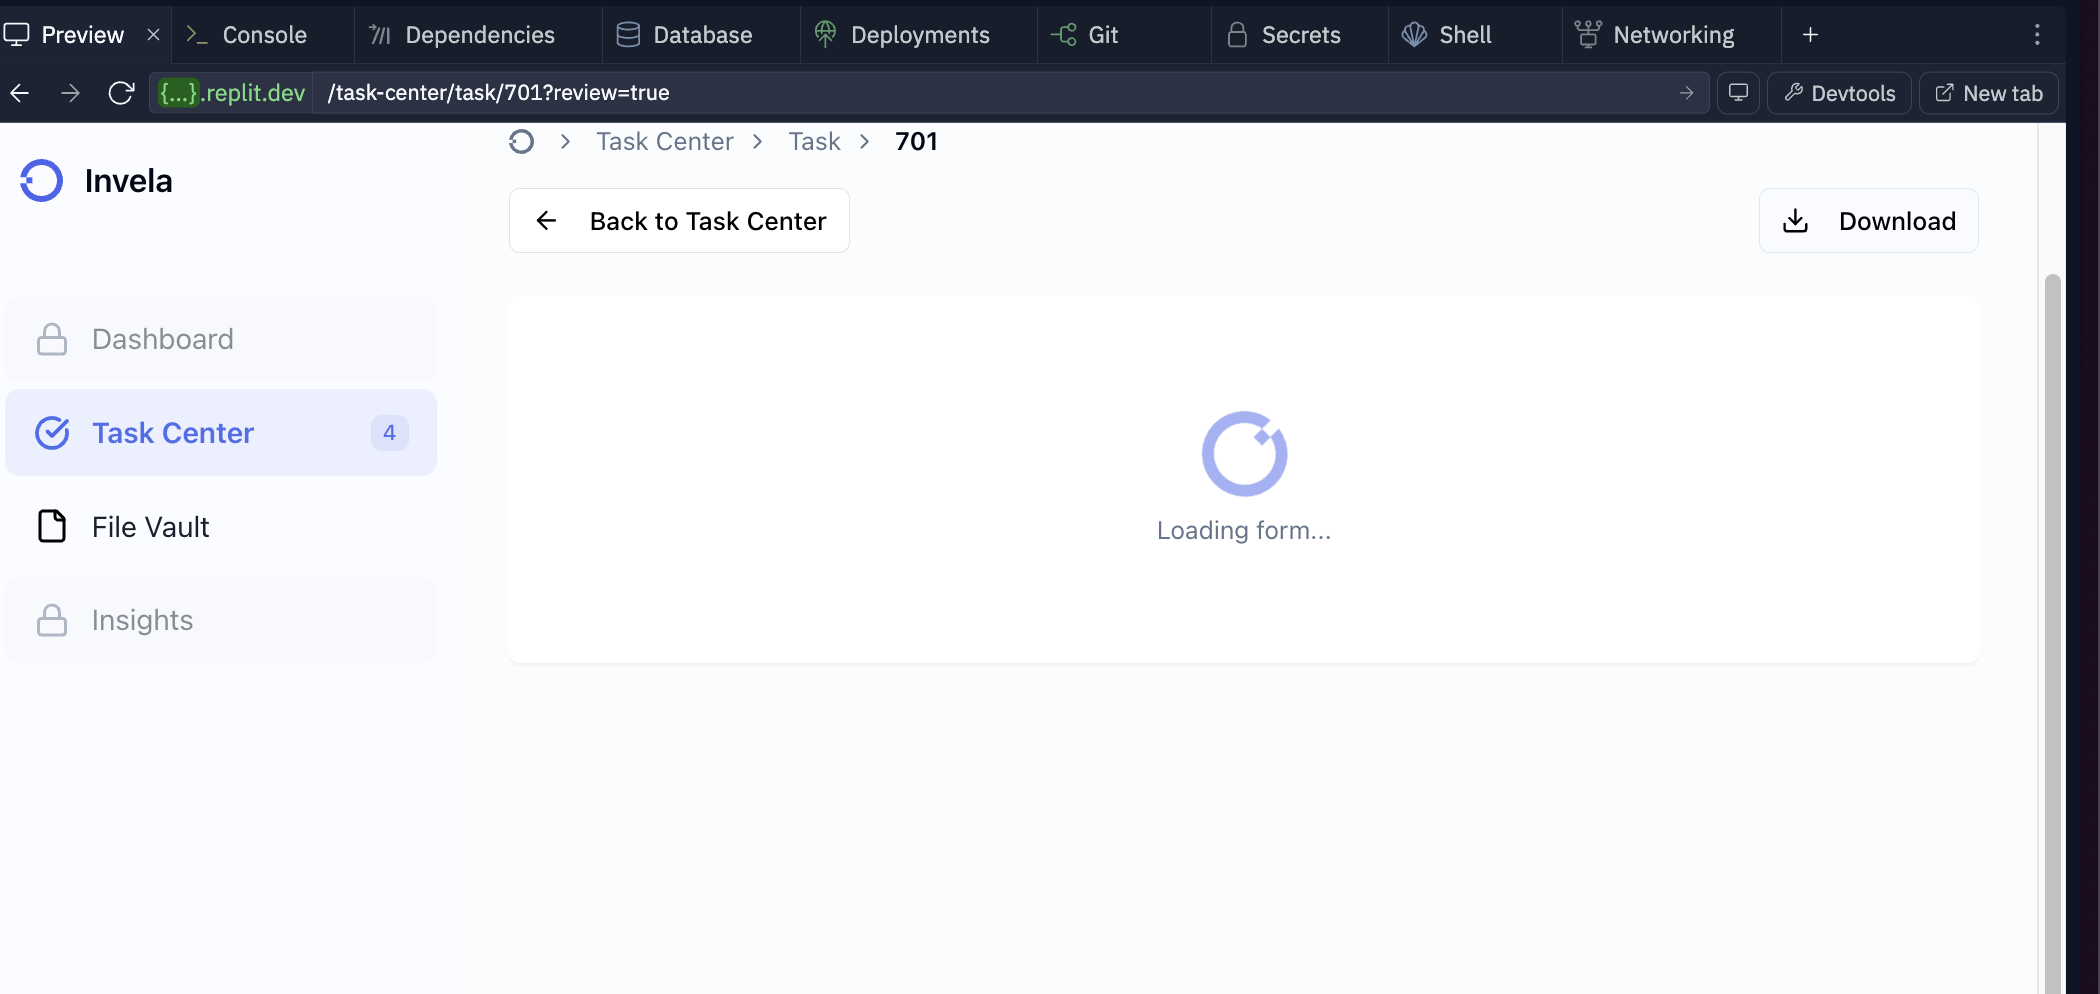 Preview Console Dependencies Database Deployments Git Secrets Shell Networking
{...}.replit.dev /task-center/task/701?review=true Devtools New tab
Task Center Task 701
Invela
Back to Task Center Download
Dashboard
Task Center 4
File Vault
Insights
Loading form...